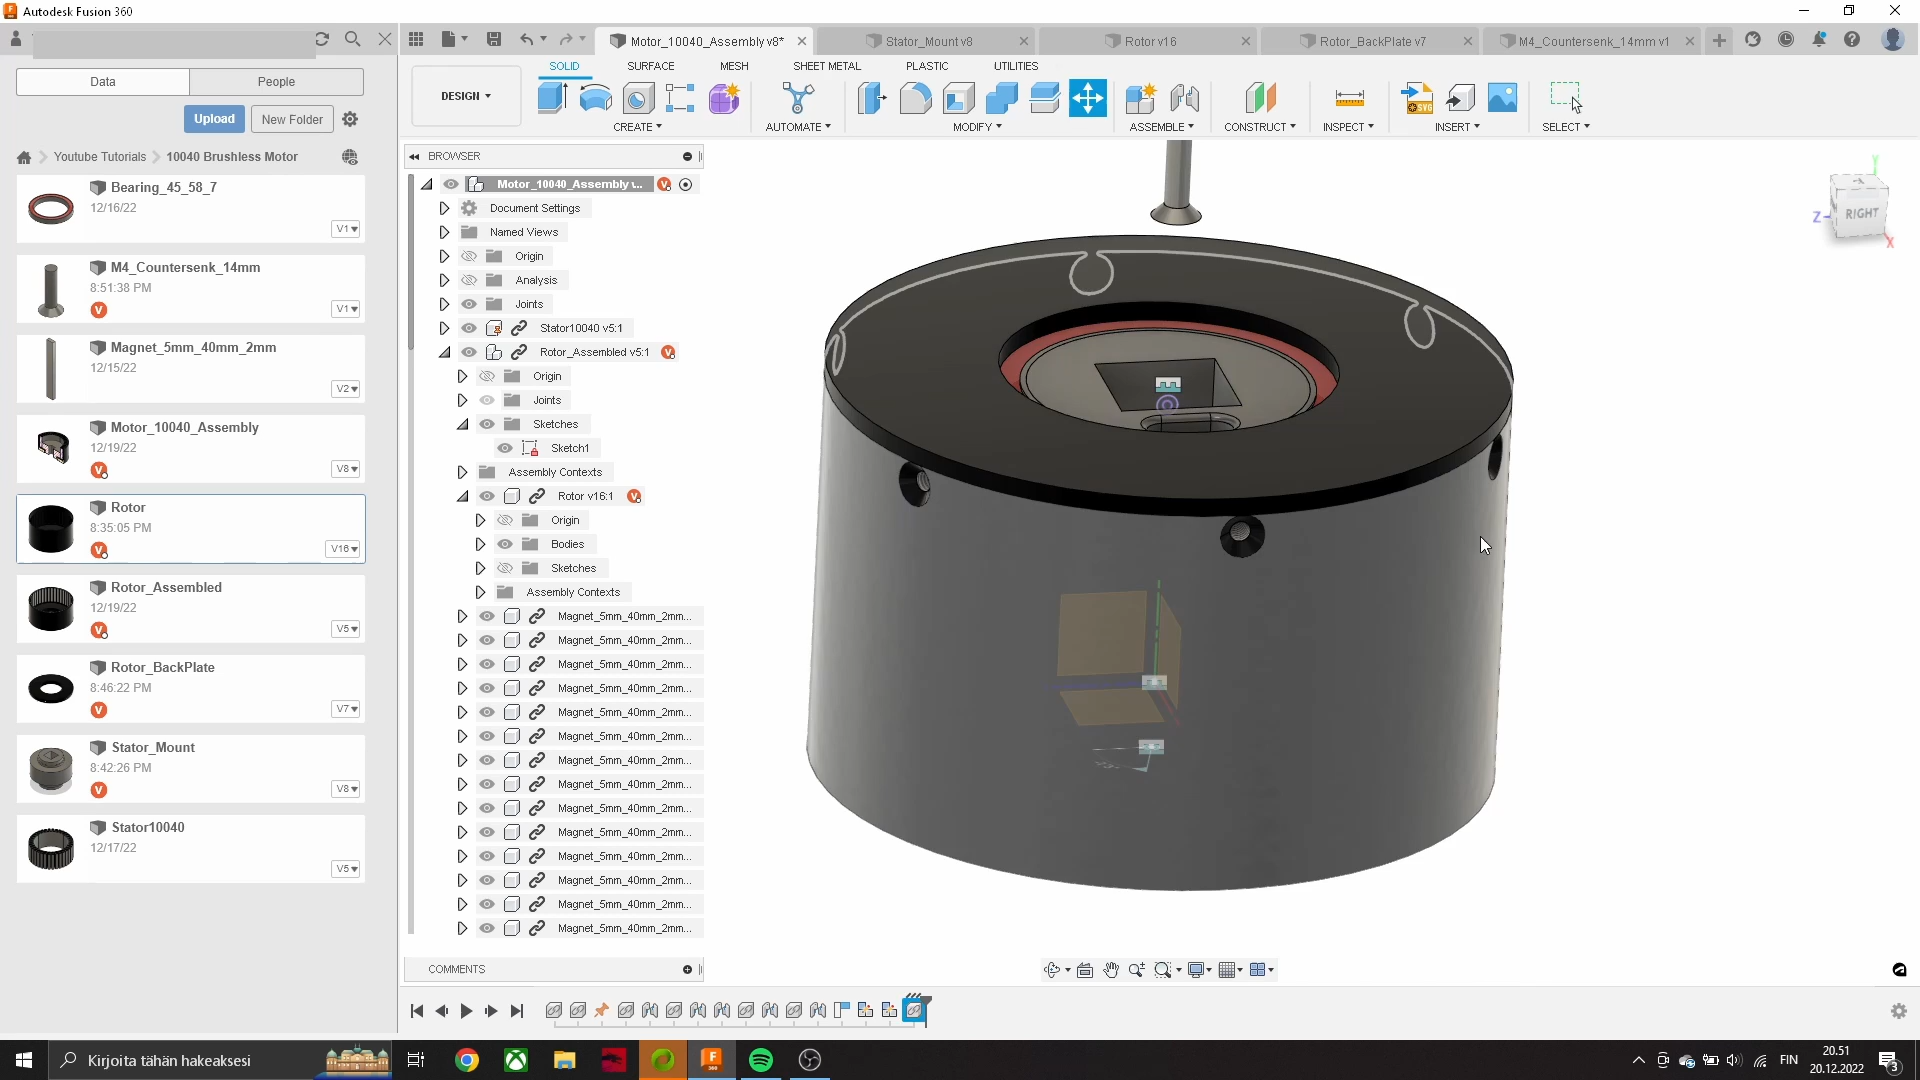 Autodesk Fusion 360
Motor_10040_Assembly v8*
Stator_Mount v8
Rotor v16
Rotor_BackPlate v7
M4_Countersenk_14mm v1
Data
People
Upload
New Folder
Youtube Tutorials
10040 Brushless Motor
Bearing_45_58_7
12/16/22
V1
M4_Countersenk_14mm
8:51:38 PM
V
V1
Magnet_5mm_40mm_2mm
12/15/22
V2
Motor_10040_Assembly
12/19/22
V
V8
Rotor
8:35:05 PM
V
V16
Rotor_Assembled
12/19/22
V
V5
Rotor_BackPlate
8:46:22 PM
V
V7
Stator_Mount
8:42:26 PM
V
V8
Stator10040
12/17/22
V5
DESIGN
SOLID
SURFACE
MESH
SHEET METAL
PLASTIC
UTILITIES
CREATE
AUTOMATE
MODIFY
ASSEMBLE
CONSTRUCT
INSPECT
INSERT
SELECT
SVG
BROWSER
Motor_10040_Assembly v...
V
Document Settings
Named Views
Origin
Analysis
Joints
Stator10040 v5:1
Rotor_Assembled v5:1
V
Origin
Joints
Sketches
Sketch1
Assembly Contexts
Rotor v16:1
V
Origin
Bodies
Sketches
Assembly Contexts
Magnet_5mm_40mm_2mm...
Magnet_5mm_40mm_2mm...
Magnet_5mm_40mm_2mm...
Magnet_5mm_40mm_2mm...
Magnet_5mm_40mm_2mm...
Magnet_5mm_40mm_2mm...
Magnet_5mm_40mm_2mm...
Magnet_5mm_40mm_2mm...
Magnet_5mm_40mm_2mm...
Magnet_5mm_40mm_2mm...
Magnet_5mm_40mm_2mm...
Magnet_5mm_40mm_2mm...
Magnet_5mm_40mm_2mm...
Magnet_5mm_40mm_2mm...
COMMENTS
Y
Z
RIGHT
X
Kirjoita tähän hakeaksesi
F
360
FIN
20.51
20.12.2022
3